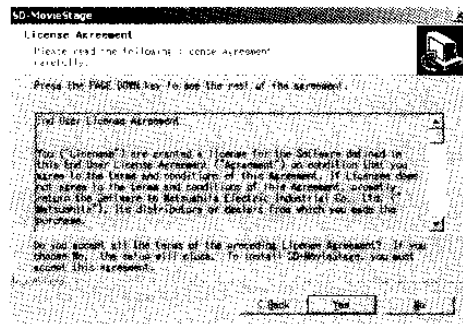 SD-MovieStage
License Agreement
Please read the following License Agreement
carefully.
Press the PAGE DOWN key to see the rest of the agreement.
End User License Agreement
You ("Licensee") are granted a license for the Software defined in
this End User License Agreement ("Agreement") on condition that you
agree to the terms and conditions of this Agreement. If Licensee does
not agree to the terms and conditions of this Agreement, promptly
return the Software to Matsushita Electric Industrial Co., Ltd. (
"Matsushita"), its distributors or dealers from which you made the
purchase.
Do you accept all the terms of the preceding License Agreement? If you
choose No, the setup will close. To install SD-MovieStage, you must
accept this agreement.
< Back
Yes
No